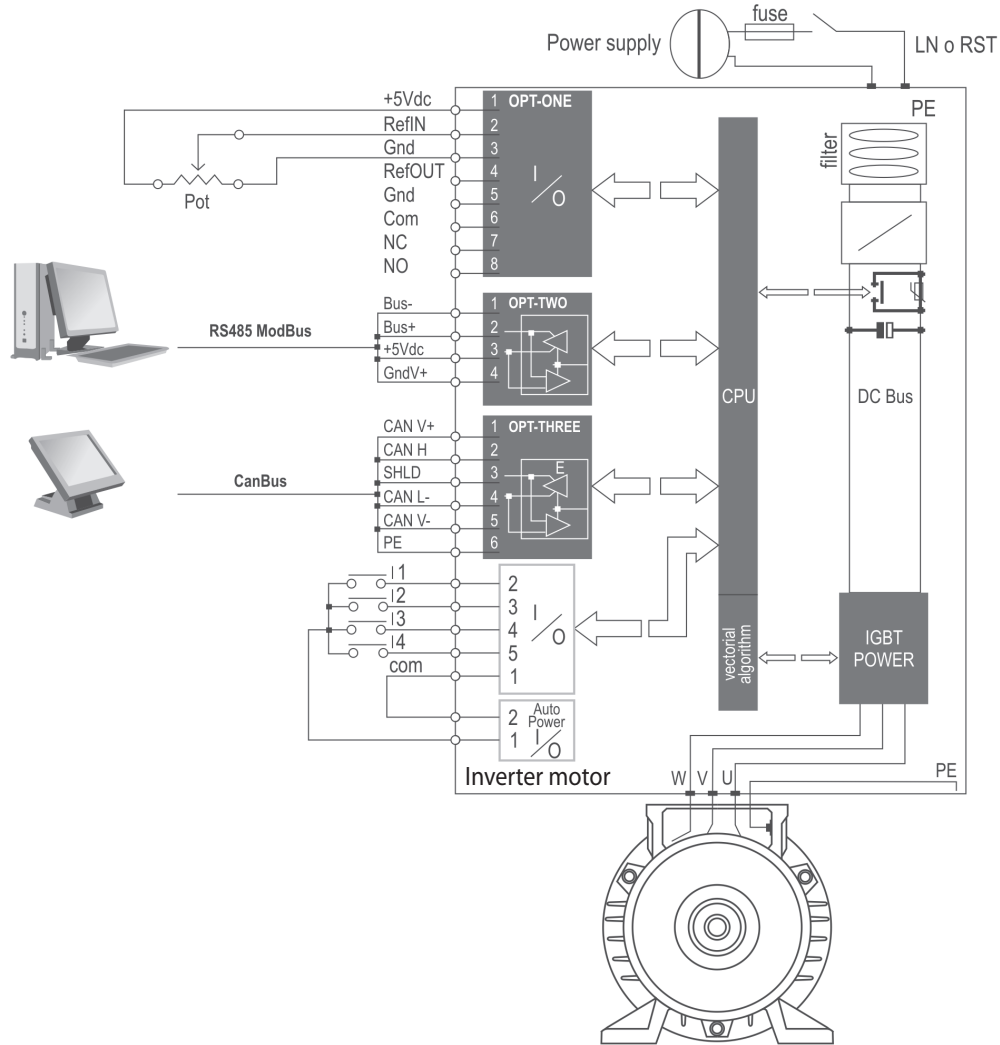 fuse
Power supply
LN o RST
+5Vdc
1 OPT-ONE
PE
RefIN
2
Gnd
3
RefOUT
4
Gnd
5
Com
6
NC
7
NO
8
I/O
Pot
filter
Bus-
1 OPT-TWO
RS485 ModBus
Bus+
2
+5Vdc
3
GndV+
4
CPU
DC Bus
CAN V+
1 OPT-THREE
CAN H
2
SHLD
3
E
CanBus
CAN L-
4
CAN V-
5
PE
6
I1
2
I2
3
I3
4
I4
5
com
1
I/O
vectorial
algorithm
IGBT
POWER
2
Auto
Power
1
I/O
Inverter motor
W V U
PE